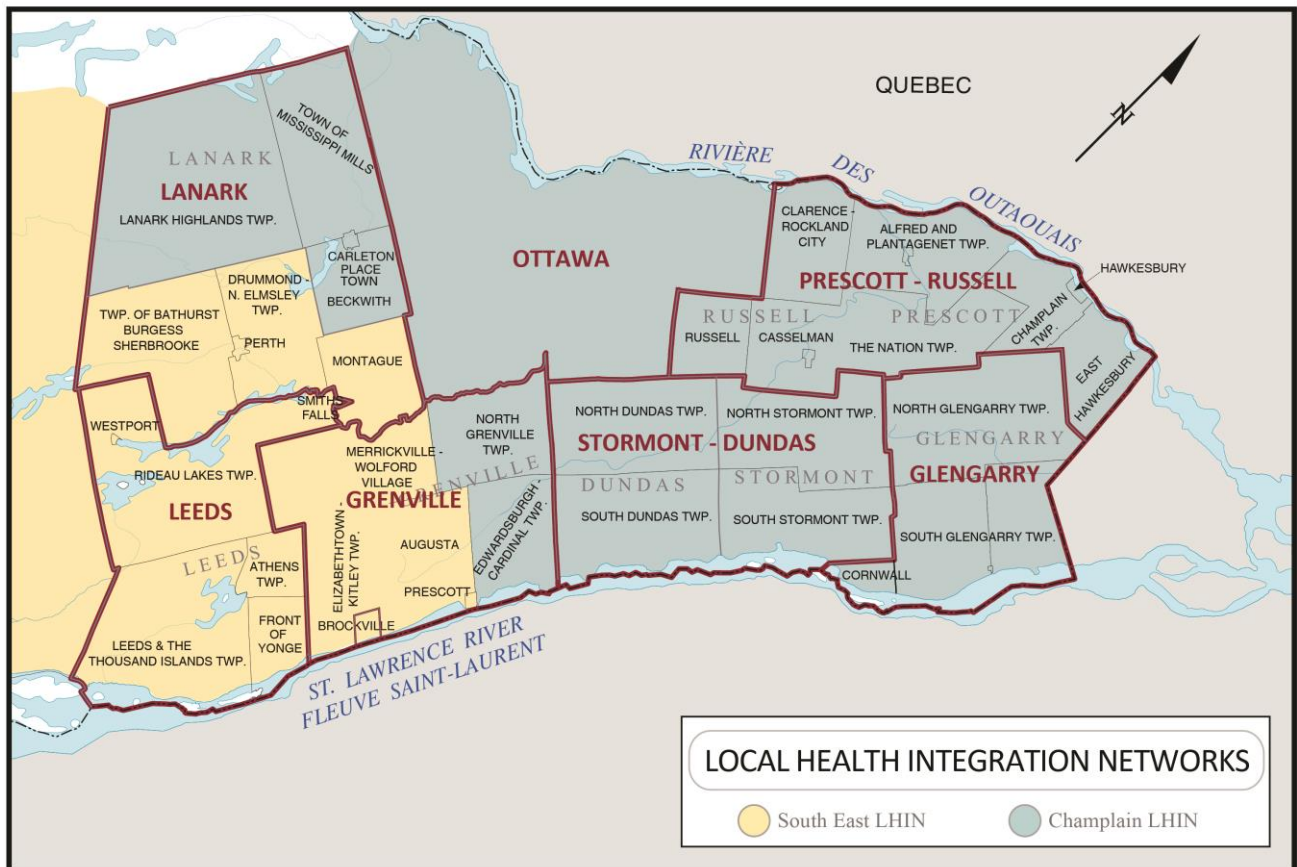 QUEBEC
N
RIVIÈRE DES OUTAOUAIS
TOWN OF
MISSISSIPPI MILLS
LANARK
LANARK
LANARK HIGHLANDS TWP.
CARLETON
PLACE
TOWN
BECKWITH
DRUMMOND -
N. ELMSLEY
TWP.
TWP. OF BATHURST
BURGESS
SHERBROOKE
PERTH
MONTAGUE
SMITHS
FALLS
OTTAWA
CLARENCE -
ROCKLAND
CITY
ALFRED AND
PLANTAGENET TWP.
HAWKESBURY
PRESCOTT - RUSSELL
RUSSELL
PRESCOTT
CHAMPLAIN
TWP.
RUSSELL
CASSELMAN
THE NATION TWP.
EAST
HAWKESBURY
WESTPORT
RIDEAU LAKES TWP.
LEEDS
LEEDS
ATHENS
TWP.
FRONT
OF
YONGE
LEEDS & THE
THOUSAND ISLANDS TWP.
MERRICKVILLE -
WOLFORD
VILLAGE
GRENVILLE
GRENVILLE
ELIZABETHTOWN -
KITLEY TWP.
AUGUSTA
PRESCOTT
BROCKVILLE
NORTH
GRENVILLE
TWP.
EDWARDSBURGH -
CARDINAL TWP.
NORTH DUNDAS TWP.
NORTH STORMONT TWP.
STORMONT - DUNDAS
DUNDAS
STORMONT
SOUTH DUNDAS TWP.
SOUTH STORMONT TWP.
NORTH GLENGARRY TWP.
GLENGARRY
GLENGARRY
SOUTH GLENGARRY TWP.
CORNWALL
ST. LAWRENCE RIVER
FLEUVE SAINT-LAURENT
LOCAL HEALTH INTEGRATION NETWORKS
South East LHIN
Champlain LHIN